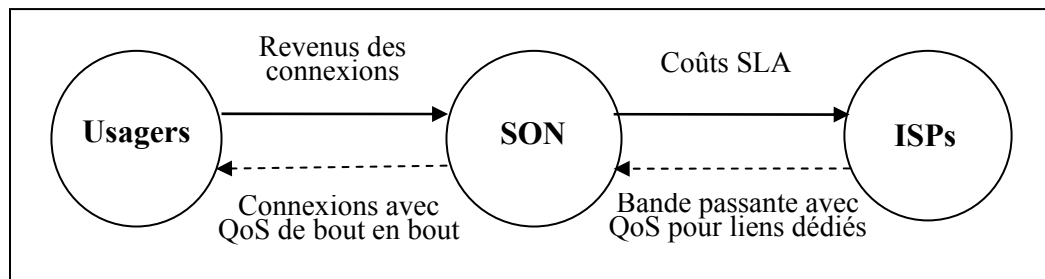 Revenus des
connexions
Coûts SLA
Usagers
SON
ISPs
Connexions avec
QoS de bout en bout
Bande passante avec
QoS pour liens dédiés